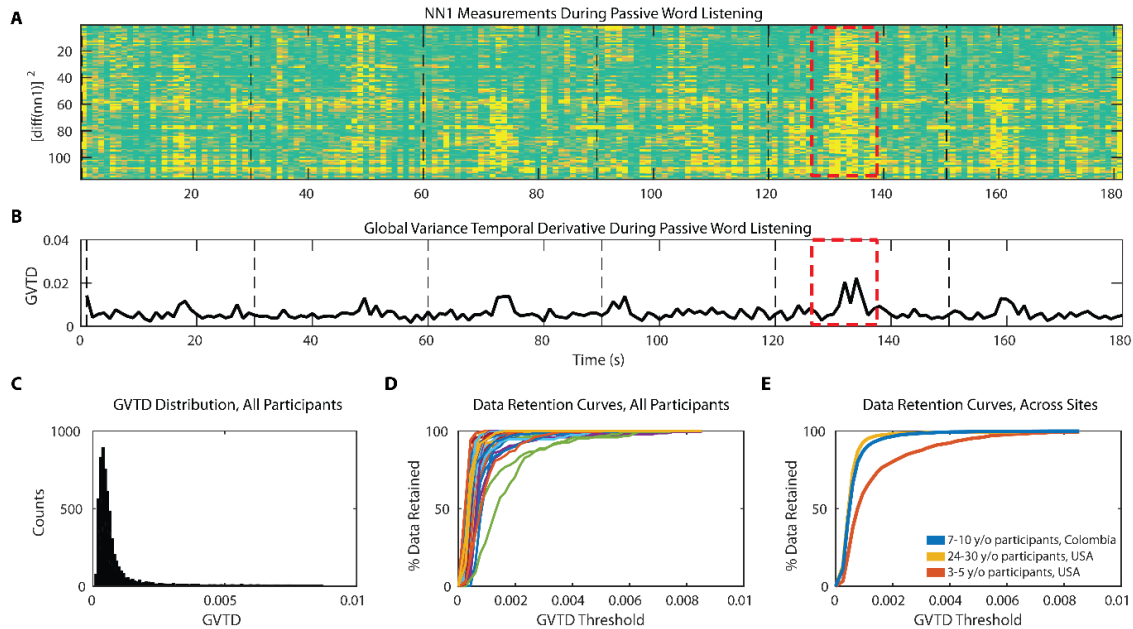 A
NN1 Measurements During Passive Word Listening
[diff(nn1)] ²
20
40
60
80
100
20 40 60 80 100 120 140 160 180
B
Global Variance Temporal Derivative During Passive Word Listening
GVTD
0.04
0.02
0
0 20 40 60 80 100 120 140 160 180
Time (s)
C
GVTD Distribution, All Participants
Counts
1000
500
0
0 0.005 0.01
GVTD
D
Data Retention Curves, All Participants
% Data Retained
100
50
0
0 0.002 0.004 0.006 0.008 0.01
GVTD Threshold
E
Data Retention Curves, Across Sites
% Data Retained
100
50
0
7-10 y/o participants, Colombia
24-30 y/o participants, USA
3-5 y/o participants, USA
0 0.002 0.004 0.006 0.008 0.01
GVTD Threshold